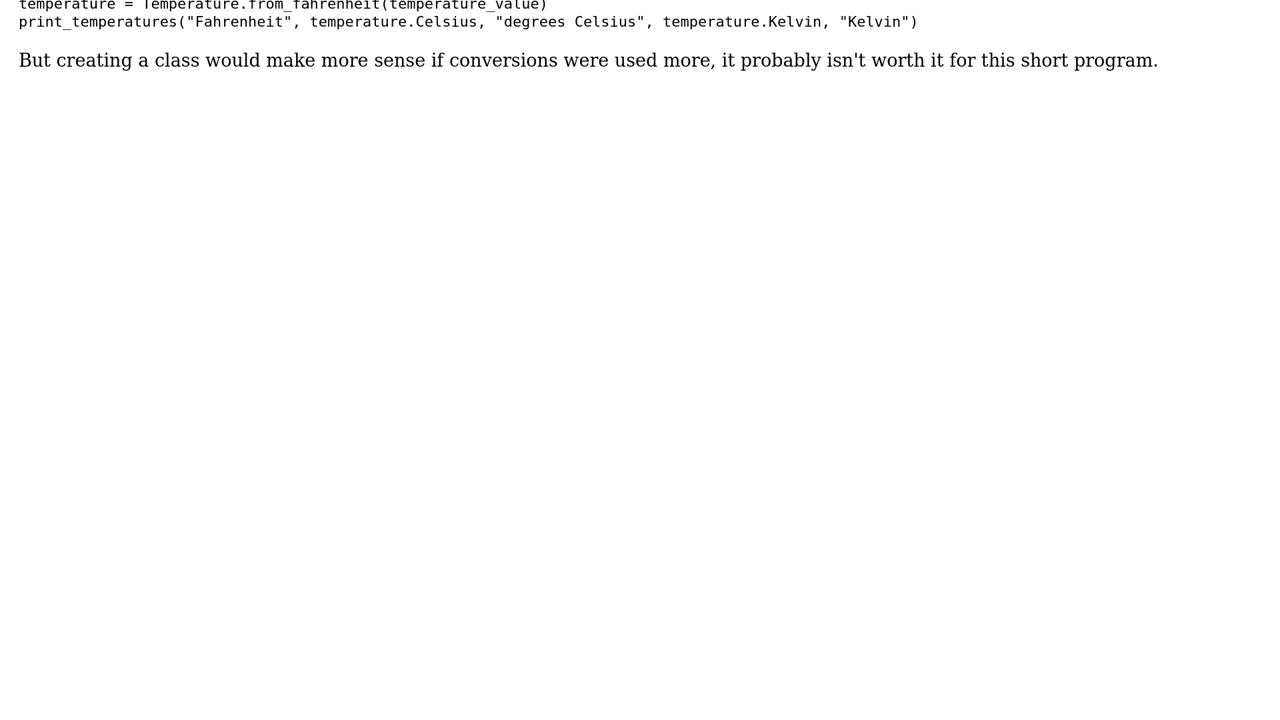 temperature = Temperature.from_fahrenheit(temperature_value)
print_temperatures("Fahrenheit", temperature.Celsius, "degrees Celsius", temperature.Kelvin, "Kelvin")
But creating a class would make more sense if conversions were used more, it probably isn't worth it for this short program.